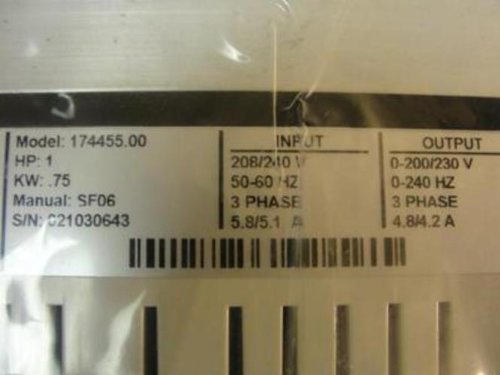 Model: 174455.00
HP: 1
KW: .75
Manual: SF06
S/N: 021030643
INPUT
208/240 V
50-60 HZ
3 PHASE
5.8/5.1 A
OUTPUT
0-200/230 V
0-240 HZ
3 PHASE
4.8/4.2 A